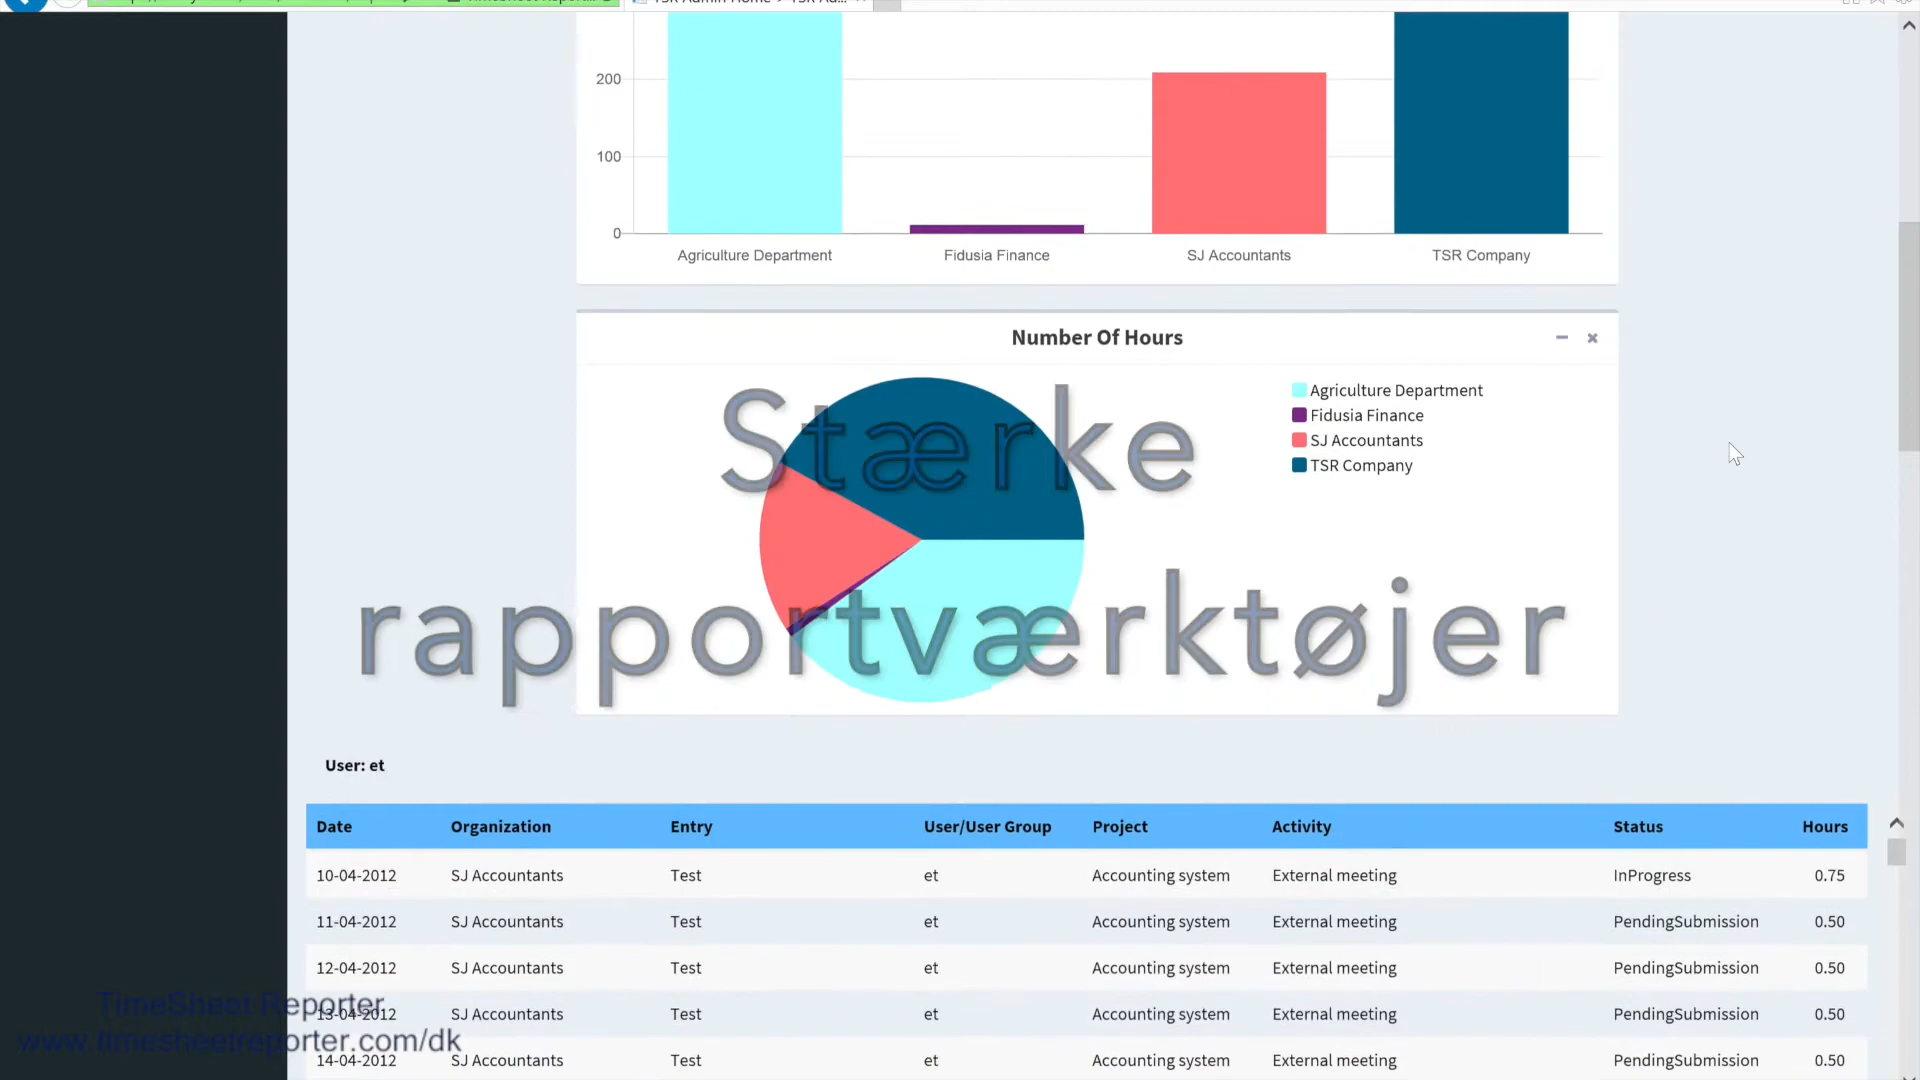 200
100
0
Agriculture Department Fidusia Finance SJ Accountants TSR Company
Number Of Hours
Agriculture Department
Fidusia Finance
SJ Accountants
TSR Company
Stærke
rapportværktøjer
User: et
Date Organization Entry User/User Group Project Activity Status Hours
10-04-2012 SJ Accountants Test et Accounting system External meeting InProgress 0.75
11-04-2012 SJ Accountants Test et Accounting system External meeting PendingSubmission 0.50
12-04-2012 SJ Accountants Test et Accounting system External meeting PendingSubmission 0.50
13-04-2012 SJ Accountants Test et Accounting system External meeting PendingSubmission 0.50
14-04-2012 SJ Accountants Test et Accounting system External meeting PendingSubmission 0.50
TimeSheet Reporter
www.timesheetreporter.com/dk